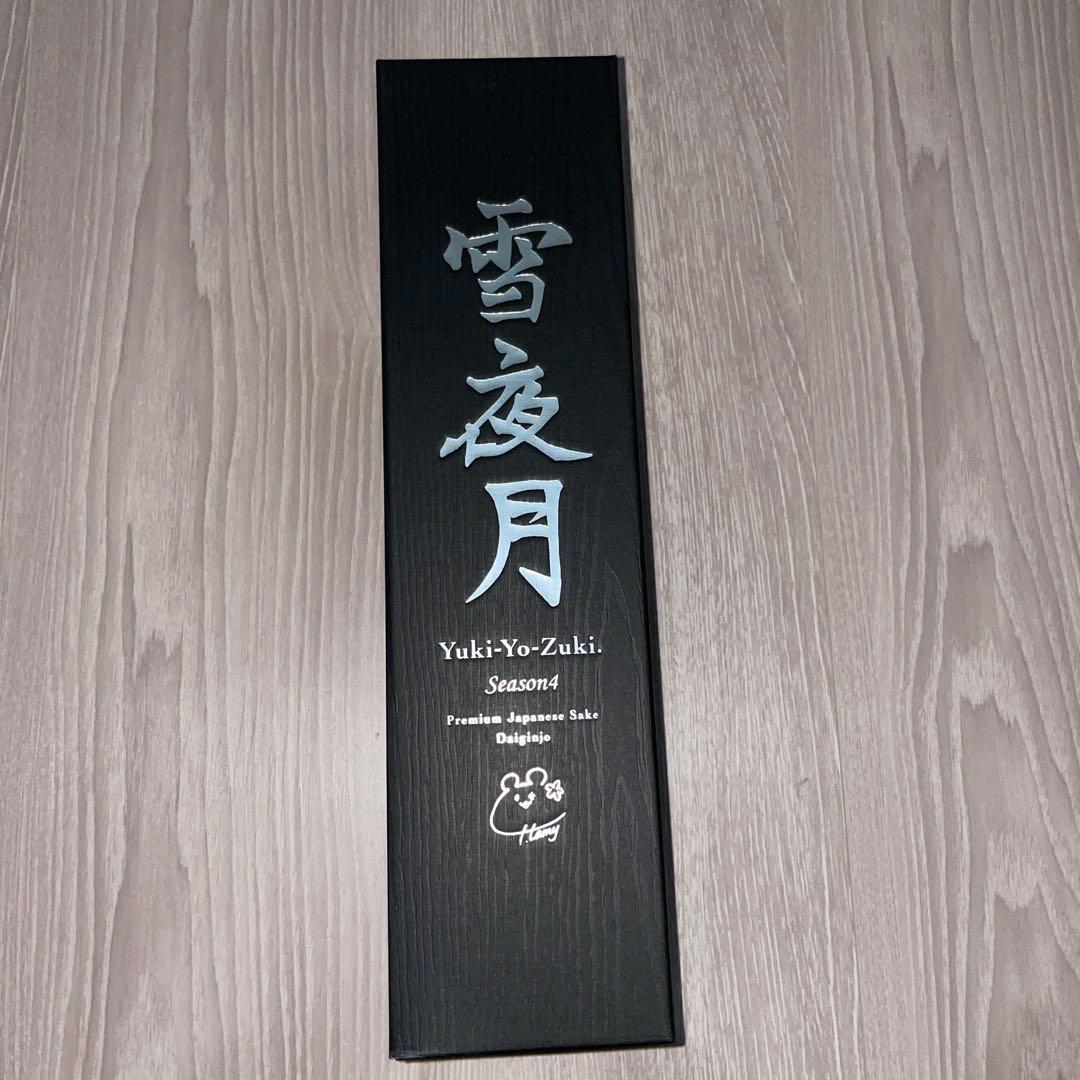 雪夜月
Yuki-Yo-Zuki.
Season4
Premium Japanese Sake
Daiginjo